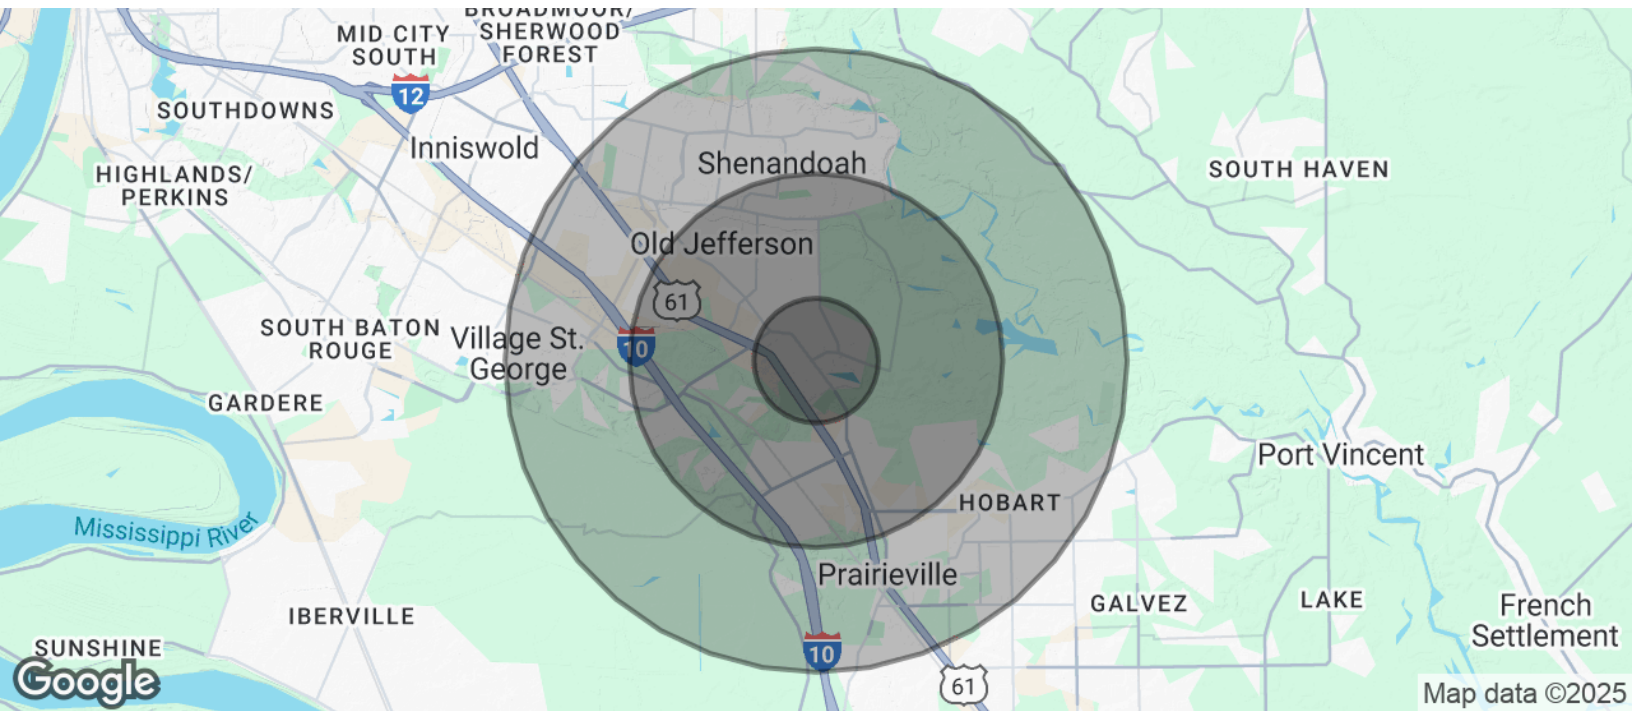 BROADMOOR/
SHERWOOD
FOREST
MID CITY
SOUTH
12
SOUTHDOWNS
Inniswold
Shenandoah
SOUTH HAVEN
HIGHLANDS/
PERKINS
Old Jefferson
61
SOUTH BATON
ROUGE
Village St.
George
10
GARDERE
Port Vincent
HOBART
Mississippi River
Prairieville
GALVEZ
LAKE
French
Settlement
IBERVILLE
SUNSHINE
10
61
Google
Map data ©2025